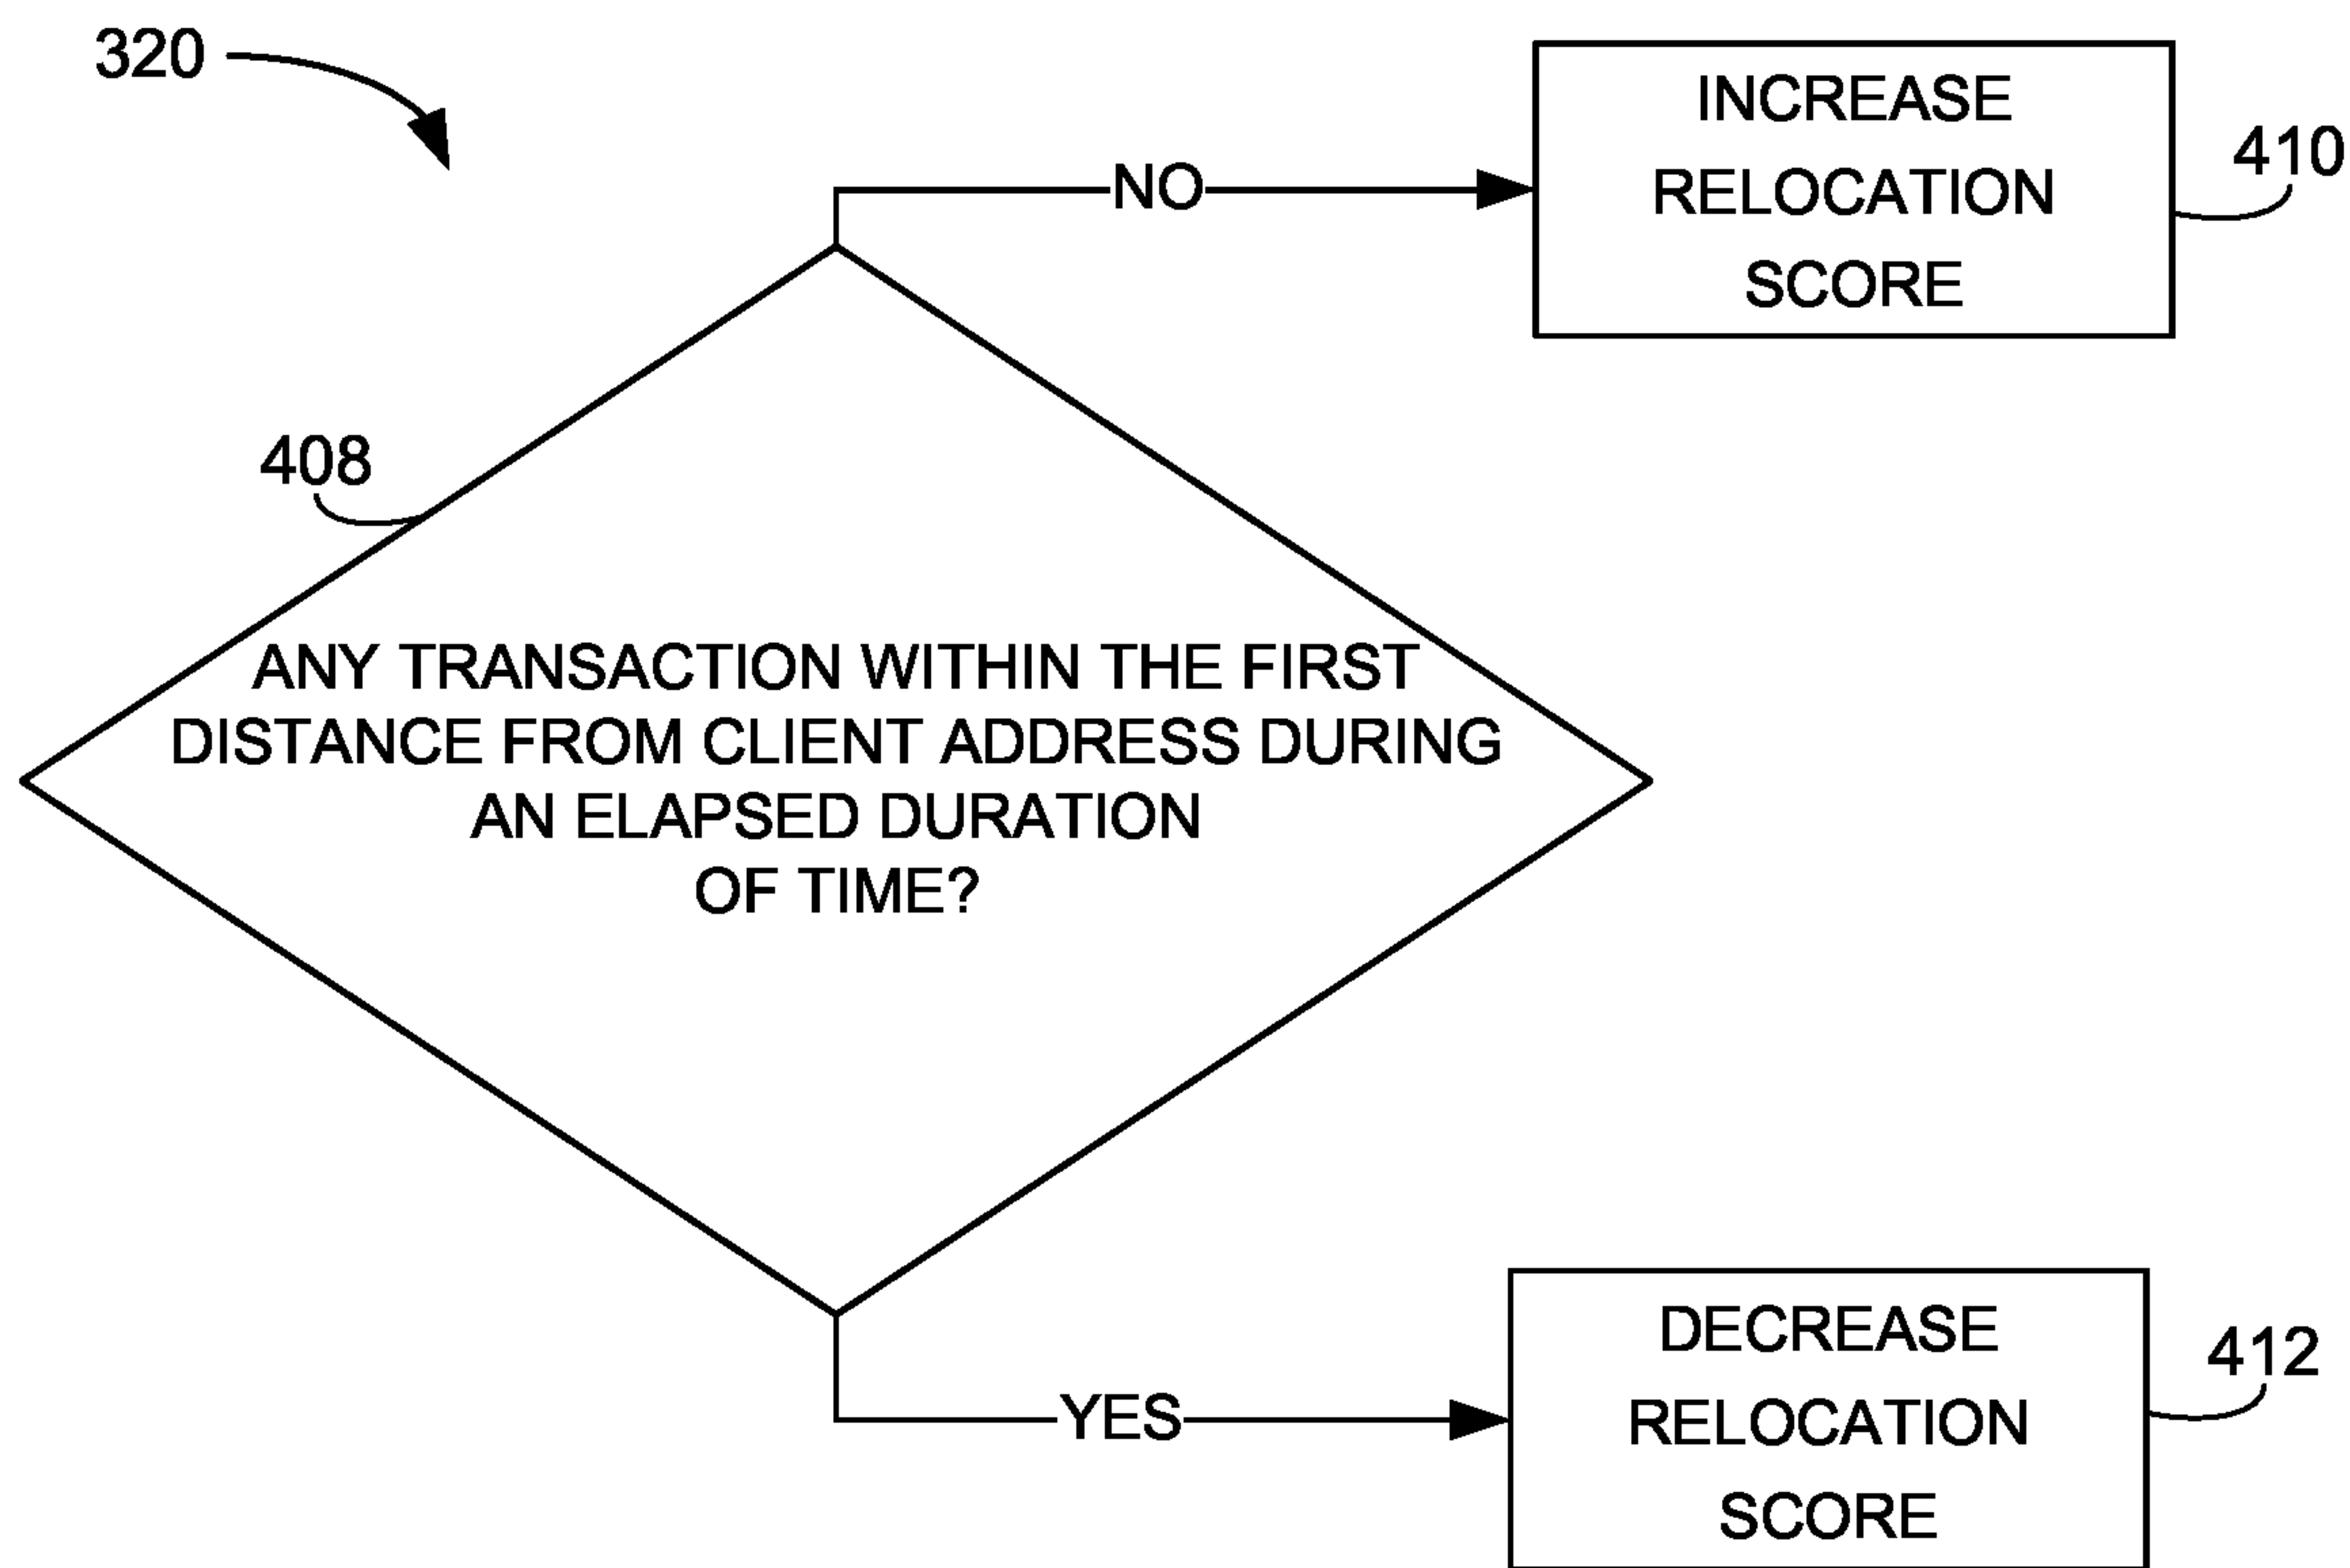 320
INCREASE
RELOCATION
SCORE
410
NO
408
ANY TRANSACTION WITHIN THE FIRST
DISTANCE FROM CLIENT ADDRESS DURING
AN ELAPSED DURATION
OF TIME?
DECREASE
RELOCATION
SCORE
412
YES